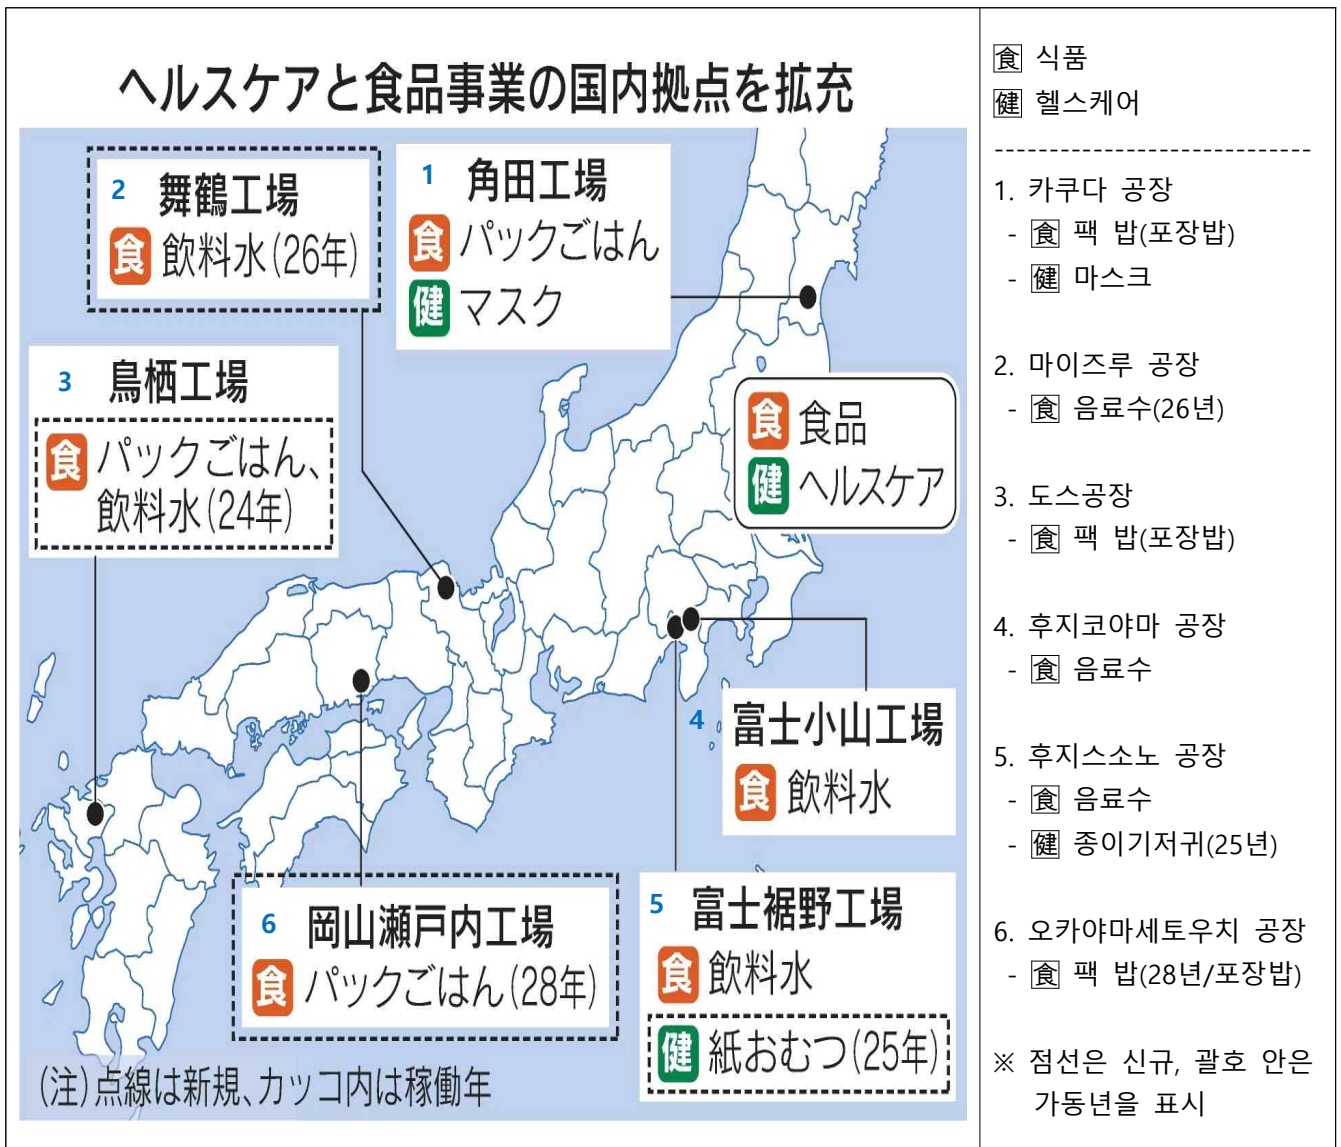 ヘルスケアと食品事業の国内拠点を拡充
2 舞鶴工場
食 飲料水(26年)
1 角田工場
食 パックごはん
健 マスク
3 鳥栖工場
食 パックごはん、
飲料水(24年)
食 食品
健 ヘルスケア
4 富士小山工場
食 飲料水
6 岡山瀬戸内工場
食 パックごはん(28年)
5 富士裾野工場
食 飲料水
健 紙おむつ(25年)
(注)点線は新規、カッコ内は稼働年
食 식품
健 헬스케어
-----------------------------
1. 카쿠다 공장
- 食 팩 밥(포장밥)
- 健 마스크
2. 마이즈루 공장
- 食 음료수(26년)
3. 도스공장
- 食 팩 밥(포장밥)
4. 후지코야마 공장
- 食 음료수
5. 후지스소노 공장
- 食 음료수
- 健 종이기저귀(25년)
6. 오카야마세토우치 공장
- 食 팩 밥(28년/포장밥)
※ 점선은 신규, 괄호 안은
가동년을 표시